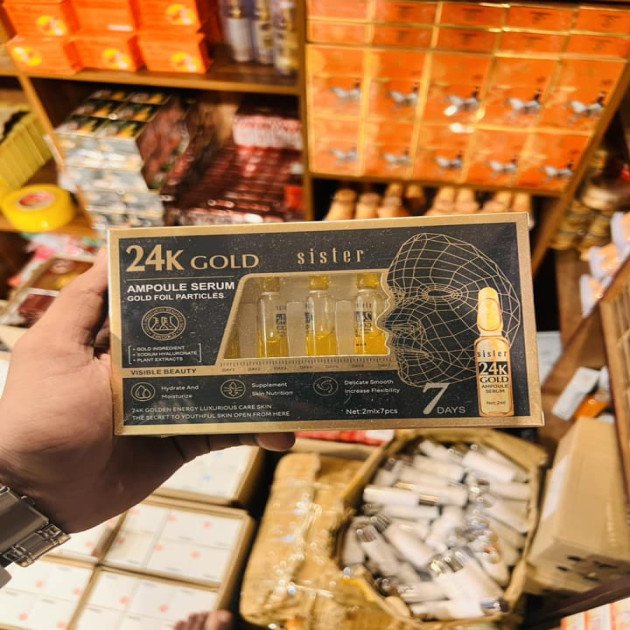 24K GOLD
sister
AMPOULE SERUM
GOLD FOIL PARTICLES
• GOLD INGREDIENT
• SODIUM HYALURONATE
• PLANT EXTRACTS
VISIBLE BEAUTY
Hydrate And
Moisturize
Supplement
Skin Nutrition
Delicate Smooth
Increase Flexibility
24K GOLDEN ENERGY LUXURIOUS CARE SKIN,
THE SECRET TO YOUTHFUL SKIN OPEN FROM HERE
Net:2mlx7pcs
7 DAYS
sister
24K
GOLD
AMPOULE
SERUM
Net:2ml